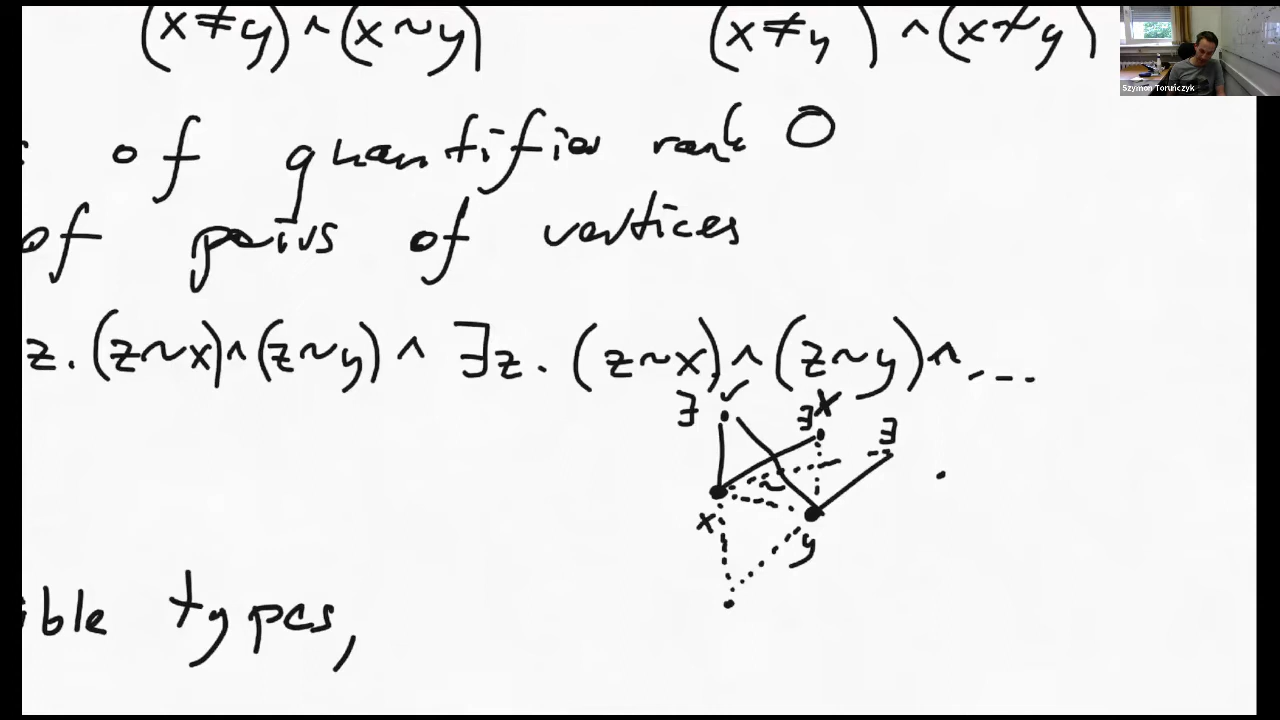 (x≠y)∧(x~y) (x≠y)∧(x≁y)
Szymon Toruńczyk
of quantifier rank 0
of pairs of vertices
z. (z~x)∧(z~y) ∧ ∃z. (z~x)∧(z~y)∧...
∃ ✓ ∃ X ∃
~
x
y
ible types,